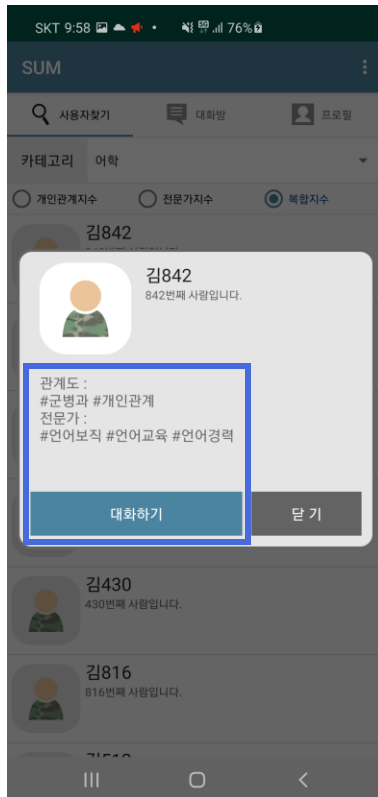 SKT 9:58 76%
SUM
사용자찾기 대화방 프로필
카테고리 어학
개인관계지수 전문가지수 복합지수
김842
김842
842번째 사람입니다.
관계도 :
#군병과 #개인관계
전문가 :
#언어보직 #언어교육 #언어경력
대화하기 닫 기
김430
430번째 사람입니다.
김816
816번째 사람입니다.